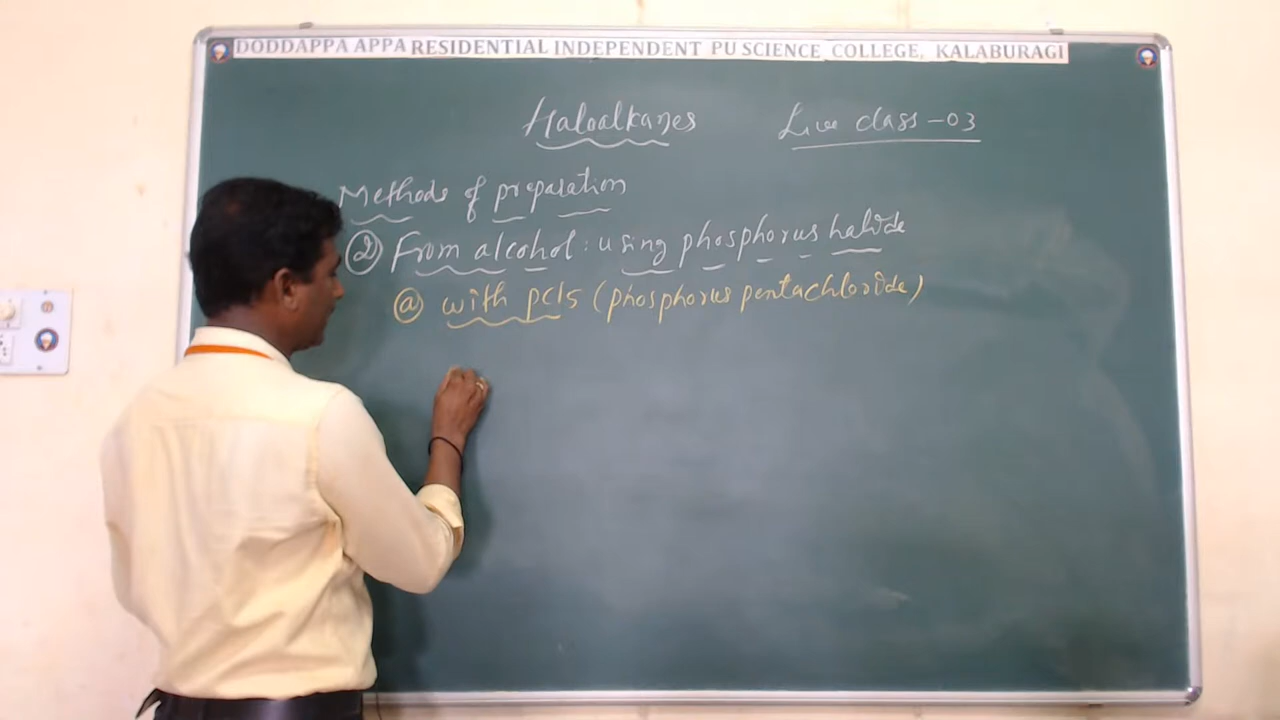 DODDAPPA APPA RESIDENTIAL INDEPENDENT PU SCIENCE COLLEGE, KALABURAGI
Haloalkanes Live class -03
Methods of preparation
② From alcohol: using phosphorus halide
ⓐ with PCl5 (phosphorus pentachloride)